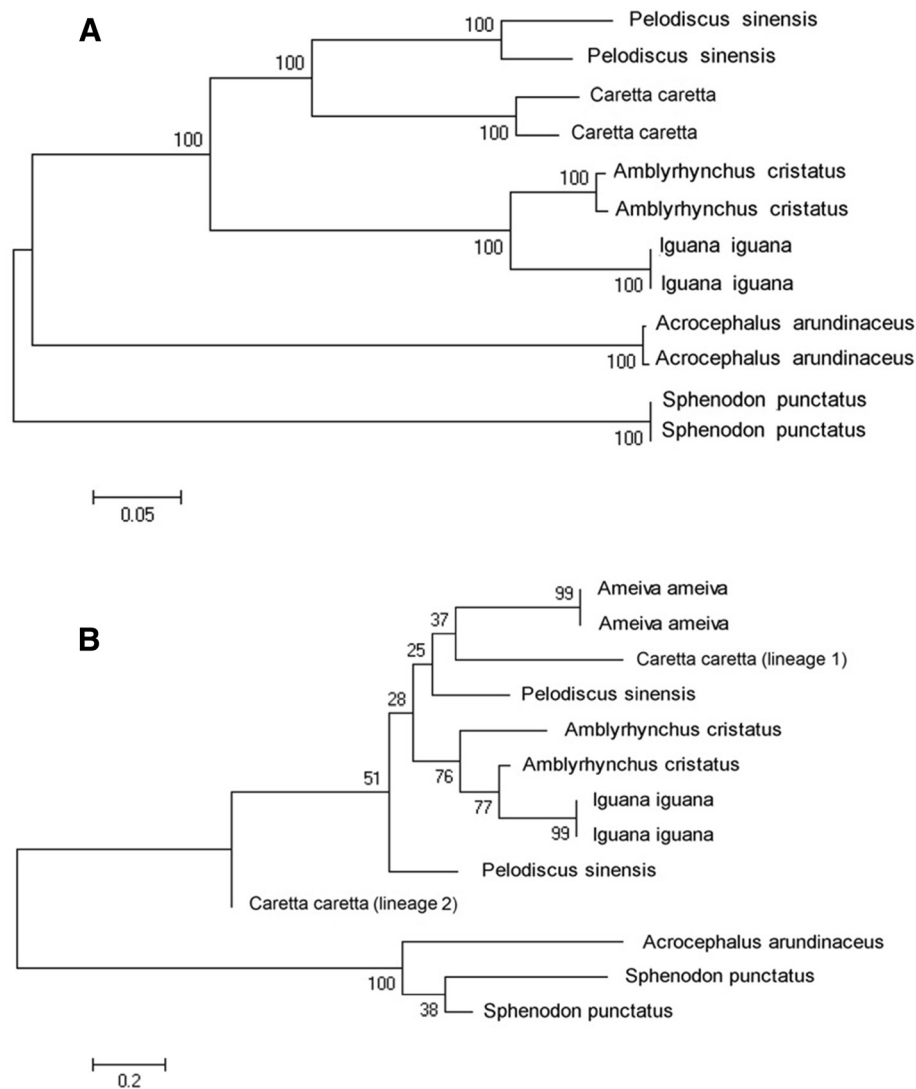 A
100 Pelodiscus sinensis
Pelodiscus sinensis
100
Caretta caretta
100 Caretta caretta
100
100 Amblyrhynchus cristatus
Amblyrhynchus cristatus
100
Iguana iguana
100 Iguana iguana
Acrocephalus arundinaceus
100 Acrocephalus arundinaceus
Sphenodon punctatus
100 Sphenodon punctatus
0.05
B
99 Ameiva ameiva
Ameiva ameiva
37
Caretta caretta (lineage 1)
25
Pelodiscus sinensis
28
Amblyrhynchus cristatus
76 Amblyrhynchus cristatus
51
77 Iguana iguana
99 Iguana iguana
Pelodiscus sinensis
Caretta caretta (lineage 2)
Acrocephalus arundinaceus
100 Sphenodon punctatus
38 Sphenodon punctatus
0.2